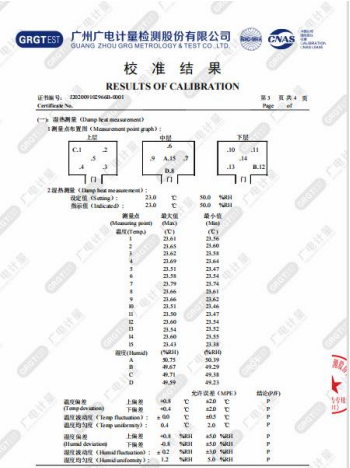 GRGTEST
广州广电计量检测股份有限公司
GUANG ZHOU GRG METROLOGY & TEST CO.,LTD.
CNAS
校 准 结 果
RESULTS OF CALIBRATION
证书编号:
Certificate No.
第 3 页 共 4 页
Page of
(一)、湿热测量(Damp heat measurement)
1 测量点布置图(Measurement point graph):
上层 中层 下层
C.1 .2
.5
.4 .3
门
.6
.9 A.15 .7
D.8
门
.10 .11
.14
.13 B.12
门
2 湿热测量(Damp heat measurement):
设定值(Setting): 23.0 ℃ 50.0 %RH
指示值(Indicated): 23.0 ℃ 50.0 %RH
测量点 最大值 最小值
(Measuring point) (Max) (Min)
温度(Temp.) (℃) (℃)
1 23.61 23.56
2 23.65 23.60
3 23.62 23.58
4 23.69 23.64
5 23.51 23.47
6 23.58 23.54
7 23.79 23.74
8 23.66 23.61
9 23.66 23.62
10 23.51 23.46
11 23.50 23.47
12 23.60 23.54
13 23.54 23.52
14 23.60 23.55
15 23.43 23.38
湿度(Humid) (%RH) (%RH)
A 50.75 50.39
B 49.67 49.29
C 49.71 49.38
D 49.59 49.23
允许误差(MPE) 结论(P/F)
温度偏差 上偏差 +0.8 ℃ ±2.0 ℃ P
(Temp deviation) 下偏差 +0.4 ℃ ±2.0 ℃ P
温度波动度(Temp fluctuation): ± 0.0 ℃ ±0.5 ℃ P
温度均匀度(Temp uniformity): 0.4 ℃ 2.0 ℃ P
湿度偏差 上偏差 +0.8 %RH ±5.0 %RH P
(Humid deviation) 下偏差 -0.8 %RH ±5.0 %RH P
湿度波动度(Humid fluctuation): ± 0.2 %RH ±3.0 %RH P
湿度均匀度(Humid uniformity): 1.2 %RH 5.0 %RH P